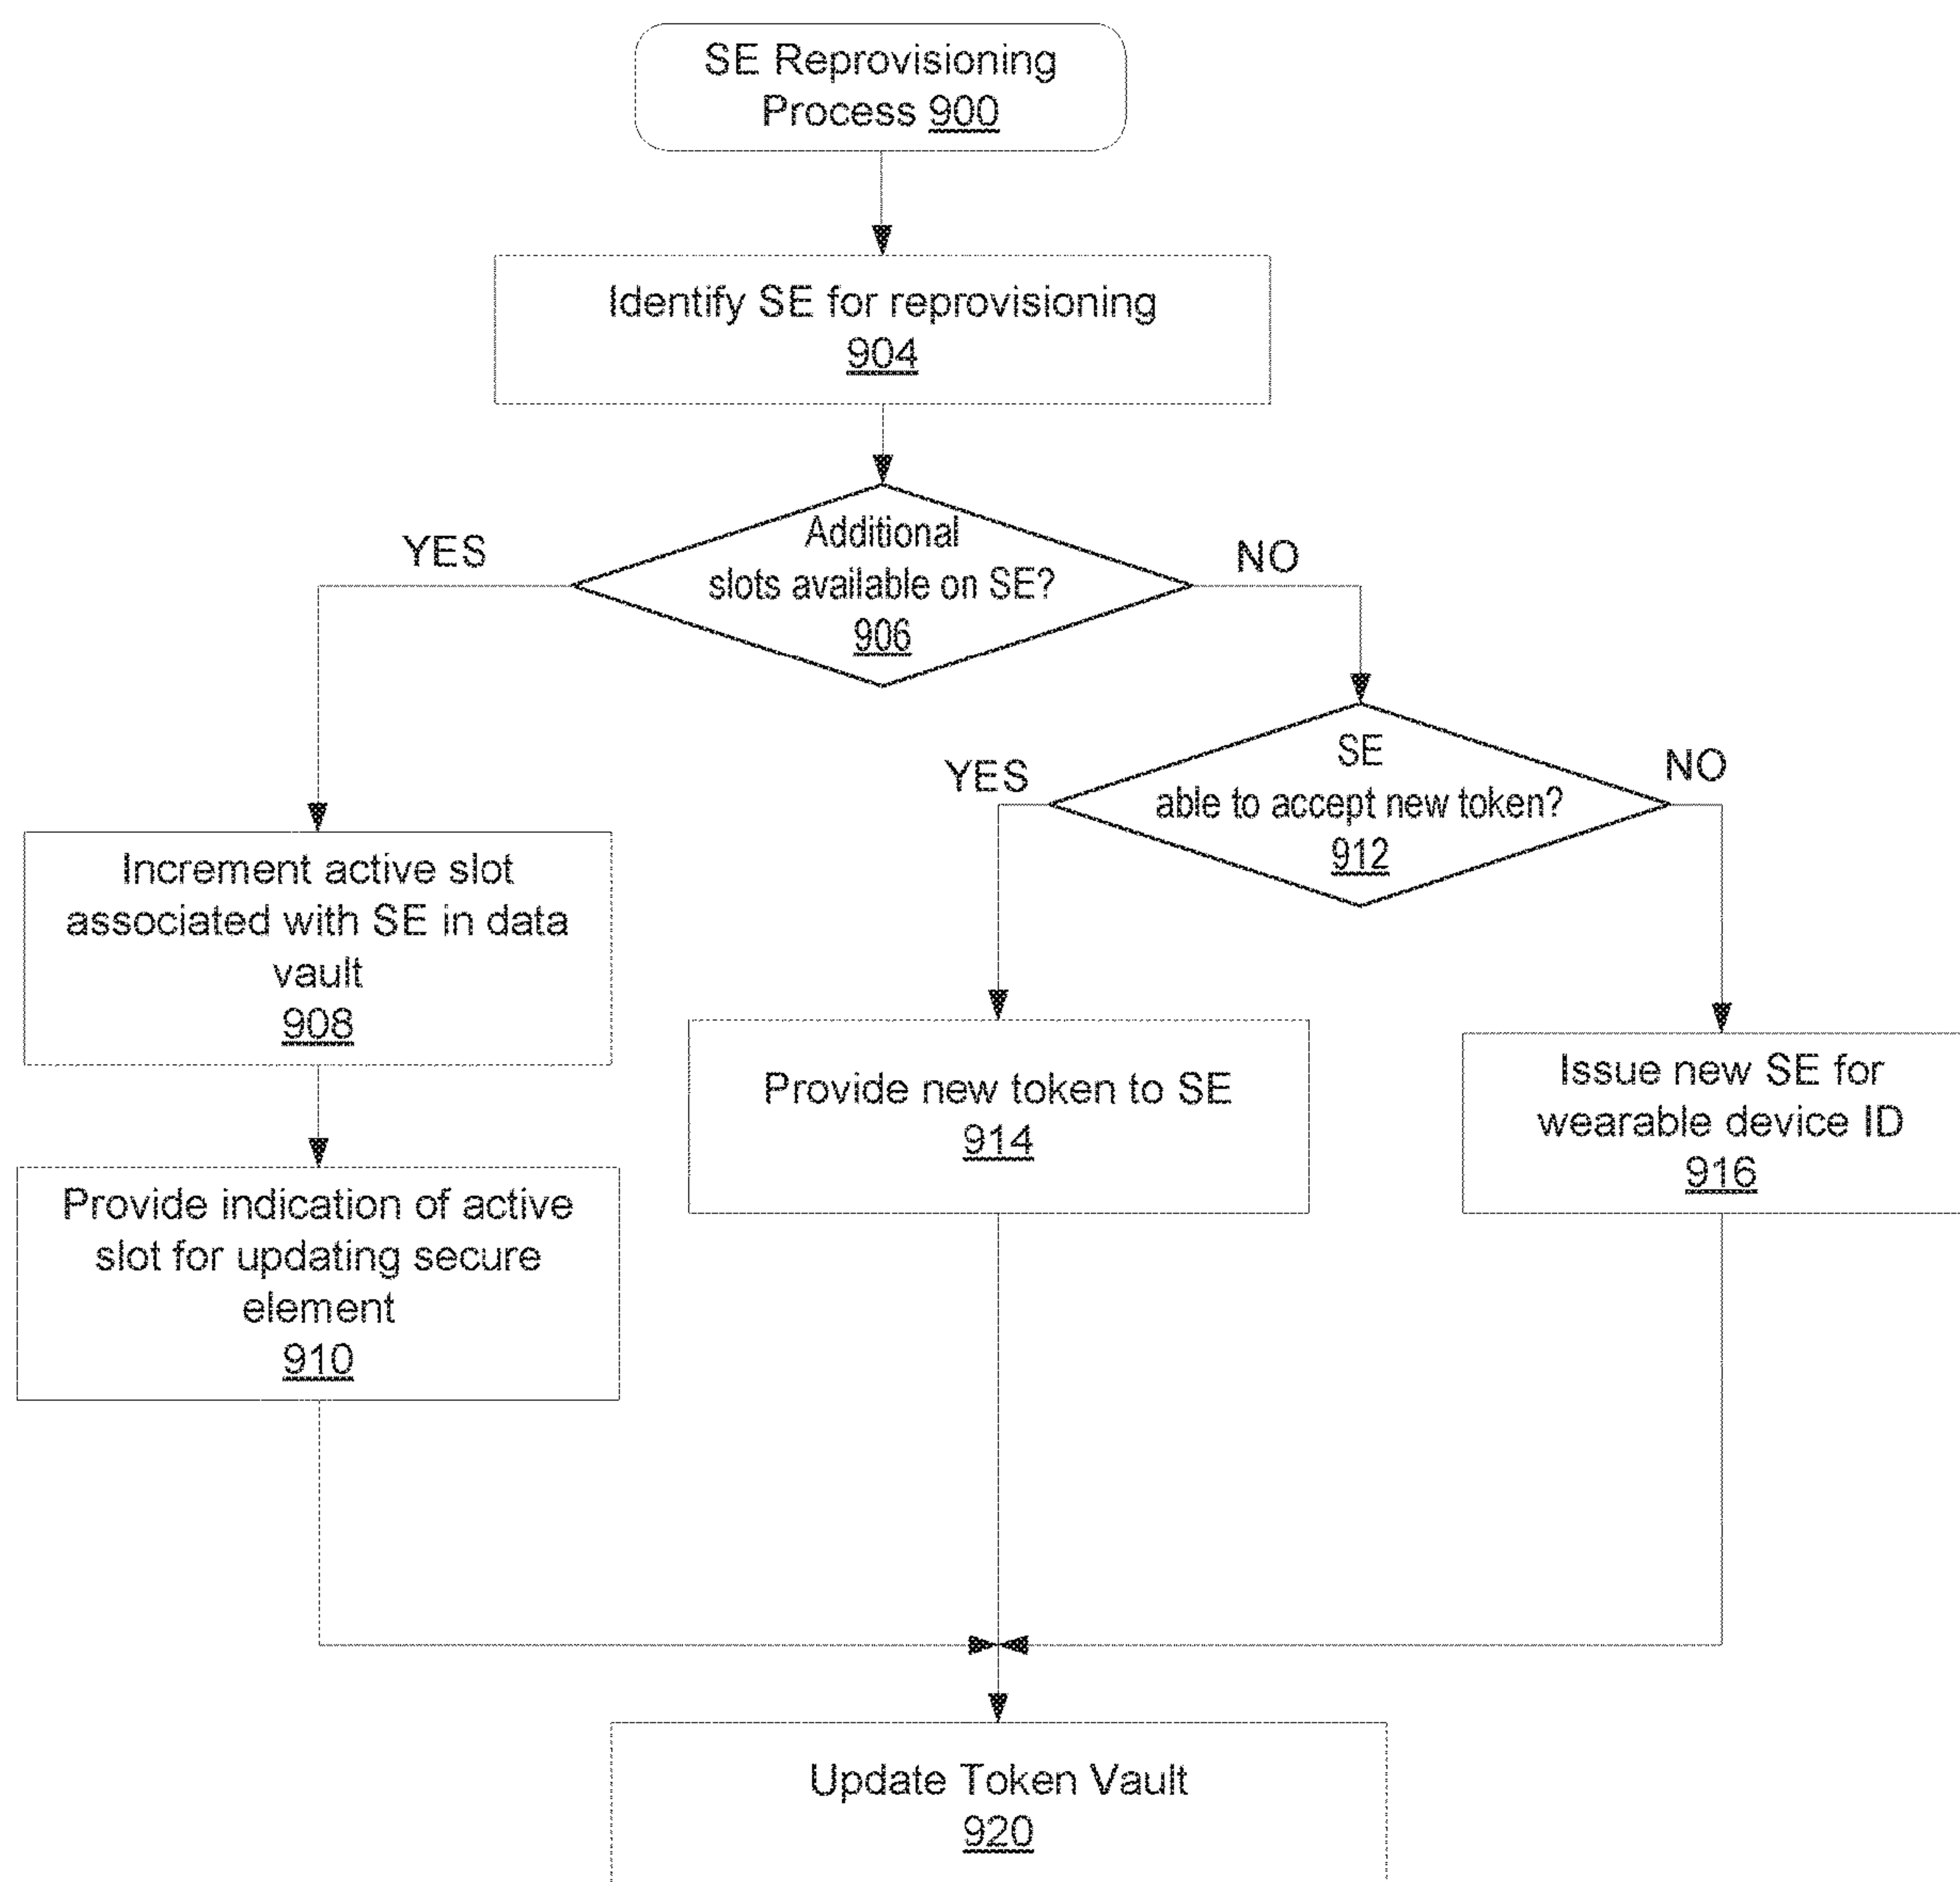 SE Reprovisioning
Process 900
Identify SE for reprovisioning
904
Additional
slots available on SE?
906
YES
NO
SE
able to accept new token?
912
YES
NO
Increment active slot
associated with SE in data
vault
908
Provide new token to SE
914
Issue new SE for
wearable device ID
916
Provide indication of active
slot for updating secure
element
910
Update Token Vault
920